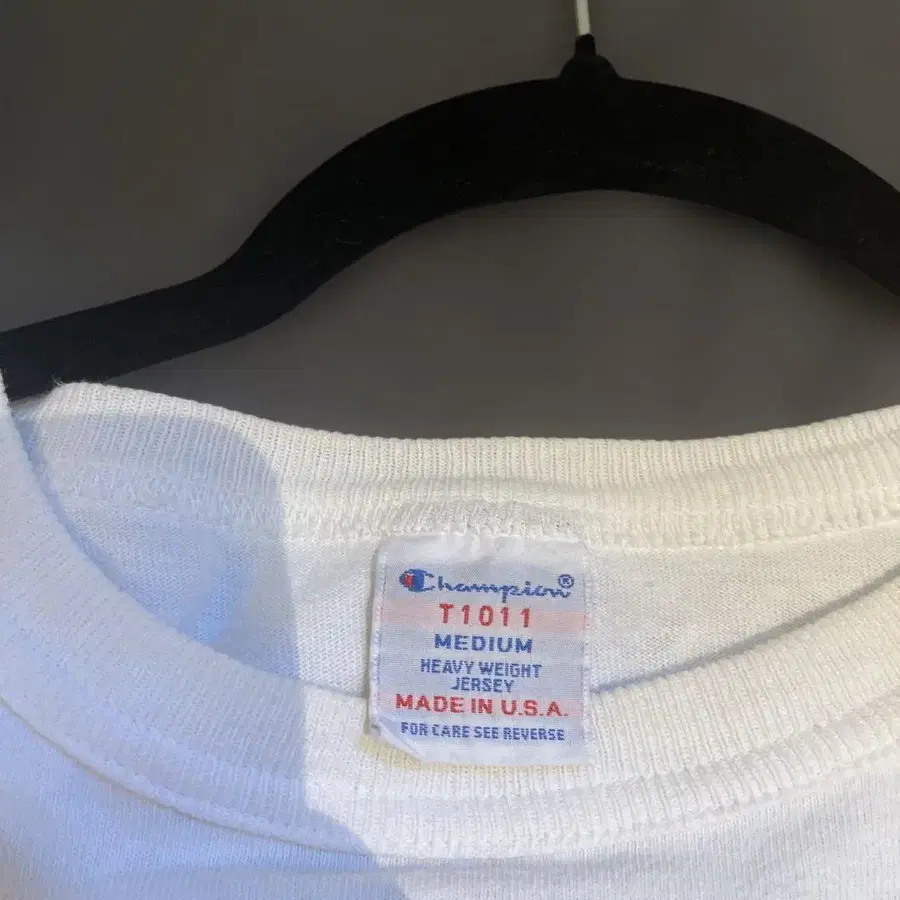 Champion®
T1011
MEDIUM
HEAVY WEIGHT
JERSEY
MADE IN U.S.A.
FOR CARE SEE REVERSE